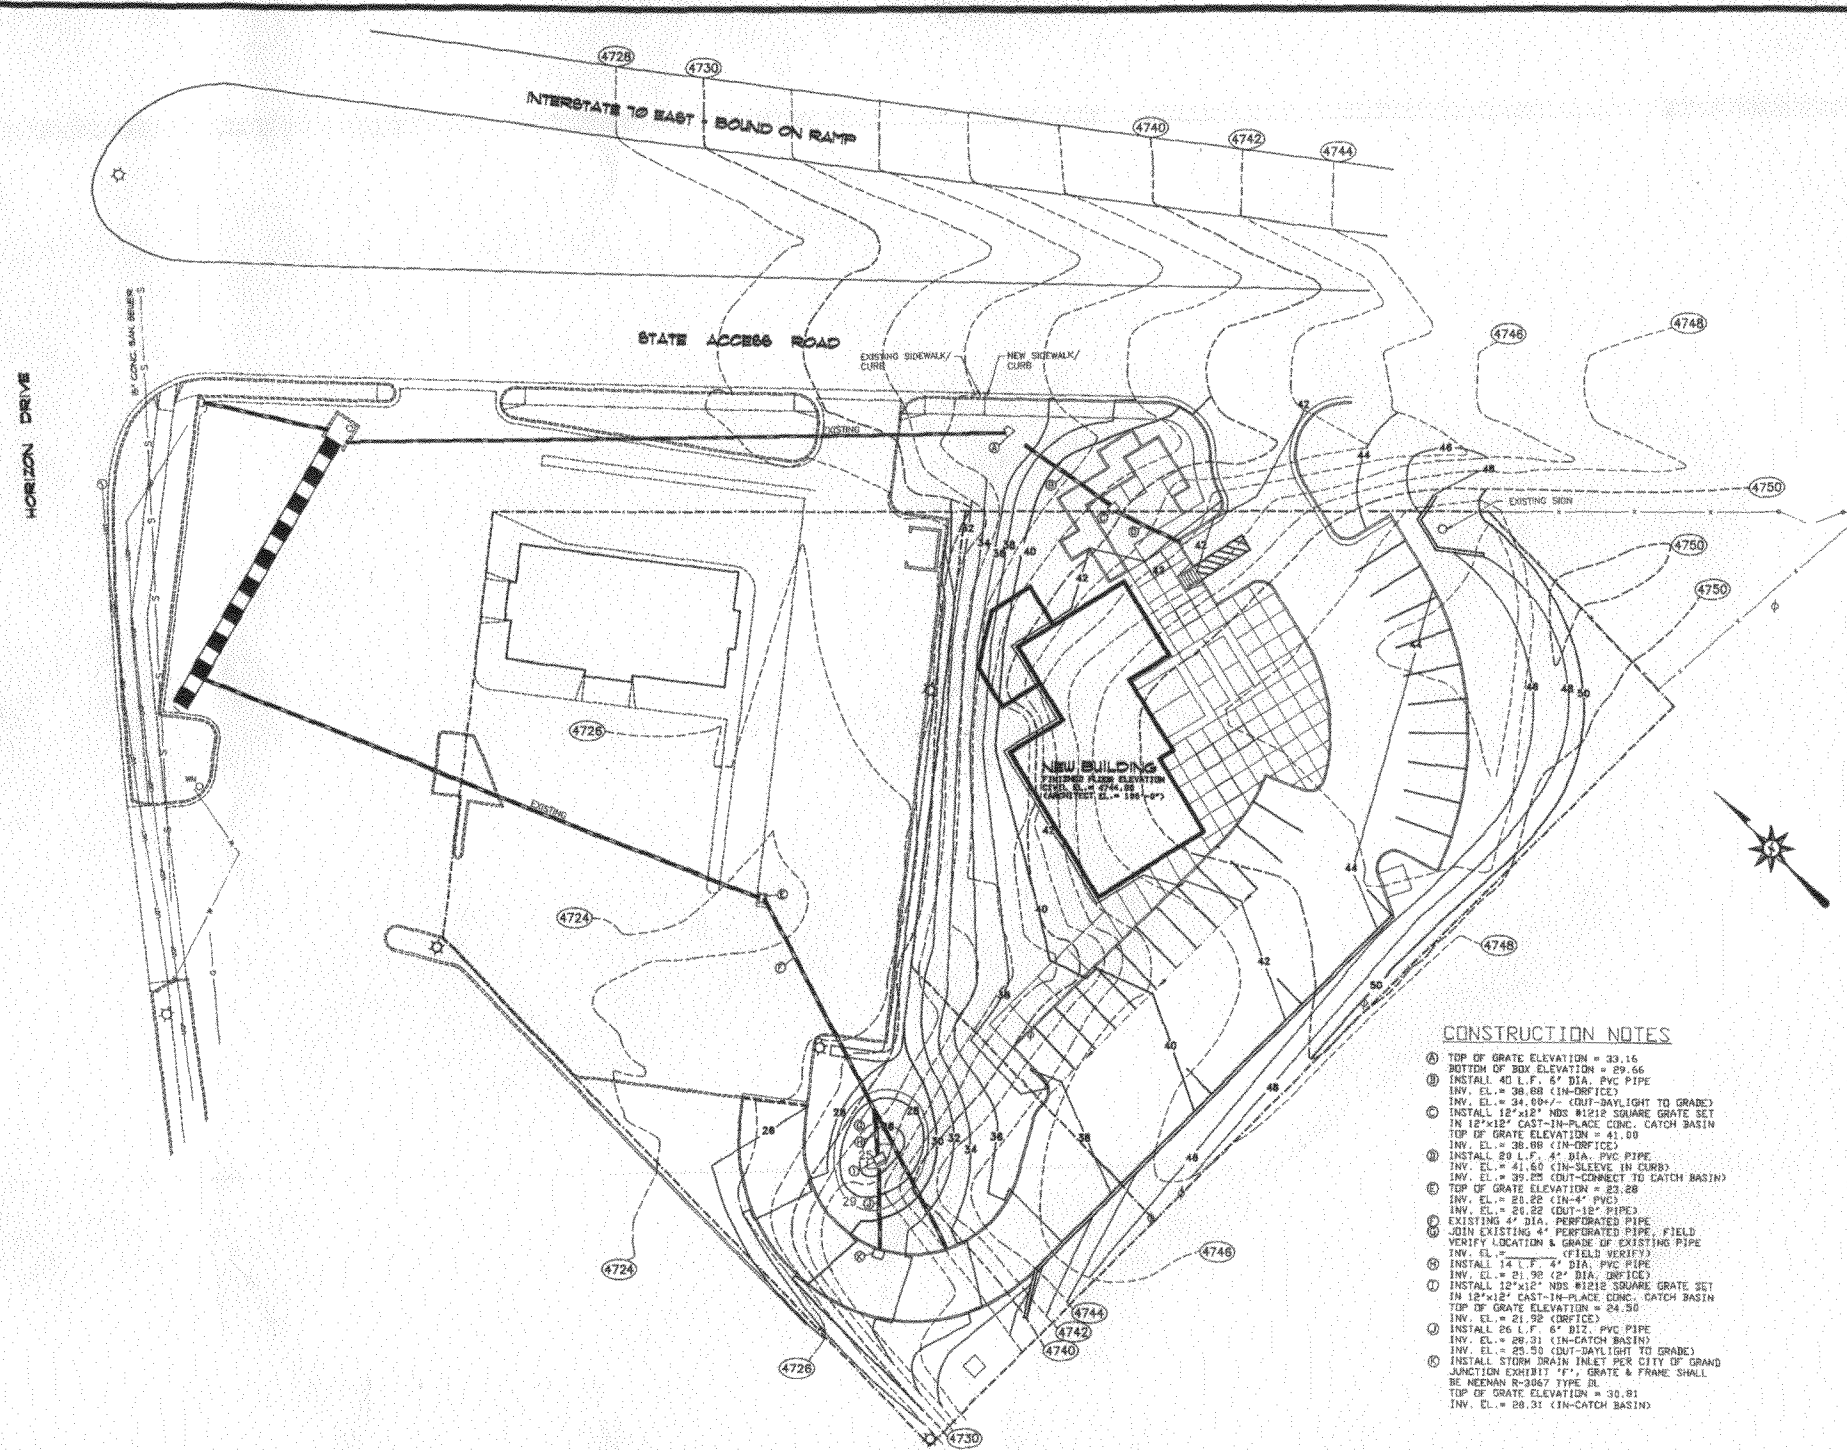 4728
4730
INTERSTATE 70 EAST - BOUND ON RAMP
4740
4742
4744
4746
4748
STATE ACCESS ROAD
EXISTING SIDEWALK/
CURB
NEW SIDEWALK/
CURB
15" CONC. SAN. SEWER
HORIZON DRIVE
EXISTING
EXISTING SIGN
4750
4750
4750
4726
NEW BUILDING
FINISHED FLOOR ELEVATION
EXISTING
4724
4748
4724
4746
4744
4742
4740
4726
4730
CONSTRUCTION NOTES
A TOP OF GRATE ELEVATION = 33.16
BOTTOM OF BOX ELEVATION = 29.66
B INSTALL 40 L.F. 6" DIA. PVC PIPE
INV. EL.= 38.88 (IN-ORFICE)
INV. EL.= 34.00+/- (OUT-DAYLIGHT TO GRADE)
C INSTALL 12"x12" NDS #1212 SQUARE GRATE SET
IN 12"x12" CAST-IN-PLACE CONC. CATCH BASIN
TOP OF GRATE ELEVATION = 41.00
INV. EL.= 38.88 (IN-ORFICE)
D INSTALL 20 L.F. 4" DIA. PVC PIPE
INV. EL.= 41.60 (IN-SLEEVE IN CURB)
INV. EL.= 39.25 (OUT-CONNECT TO CATCH BASIN)
E TOP OF GRATE ELEVATION = 23.28
INV. EL.= 20.22 (IN-4" PVC)
INV. EL.= 20.22 (OUT-12" PIPE)
F EXISTING 4" DIA. PERFORATED PIPE
G JOIN EXISTING 4" PERFORATED PIPE, FIELD
VERIFY LOCATION & GRADE OF EXISTING PIPE
INV. EL.=________ (FIELD VERIFY)
H INSTALL 14 L.F. 4" DIA. PVC PIPE
INV. EL.= 21.92 (2" DIA. ORFICE)
I INSTALL 12"x12" NDS #1212 SQUARE GRATE SET
IN 12"x12" CAST-IN-PLACE CONC. CATCH BASIN
TOP OF GRATE ELEVATION = 24.50
INV. EL.= 21.92 (ORFICE)
J INSTALL 26 L.F. 6" DIZ. PVC PIPE
INV. EL.= 28.31 (IN-CATCH BASIN)
INV. EL.= 25.50 (OUT-DAYLIGHT TO GRADE)
K INSTALL STORM DRAIN INLET PER CITY OF GRAND
JUNCTION EXHIBIT "F", GRATE & FRAME SHALL
BE NEENAN R-3067 TYPE DL
TOP OF GRATE ELEVATION = 30.81
INV. EL.= 28.31 (IN-CATCH BASIN)